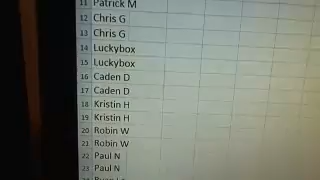 11 Patrick M
12 Chris G
13 Chris G
14 Luckybox
15 Luckybox
16 Caden D
17 Caden D
18 Kristin H
19 Kristin H
20 Robin W
21 Robin W
22 Paul N
23 Paul N